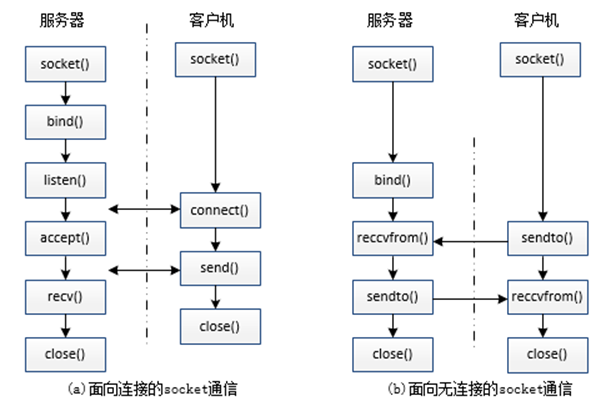 服务器
客户机
socket()
bind()
listen()
accept()
recv()
close()
socket()
connect()
send()
close()
(a)面向连接的socket通信
服务器
客户机
socket()
bind()
reccvfrom()
sendto()
close()
socket()
sendto()
reccvfrom()
close()
(b)面向无连接的socket通信